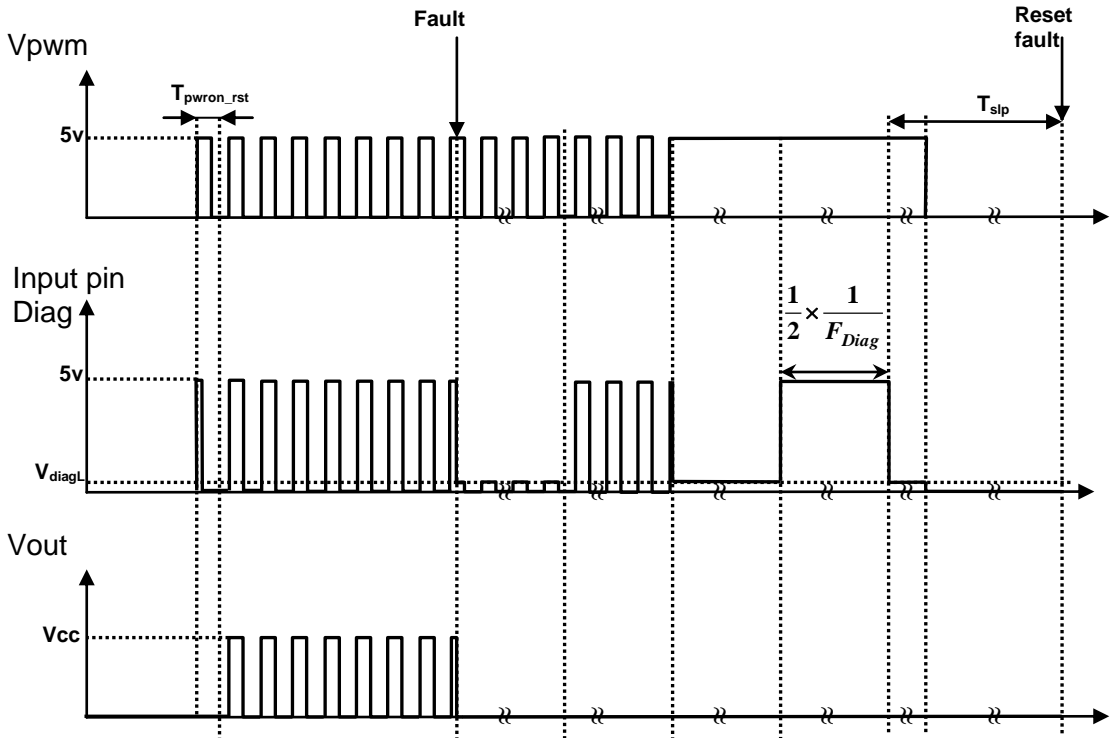 Fault
Reset
fault
Vpwm
Tpwron_rst
Tslp
5v
Input pin
Diag
1/2 × 1/FDiag
5v
VdiagL
Vout
Vcc